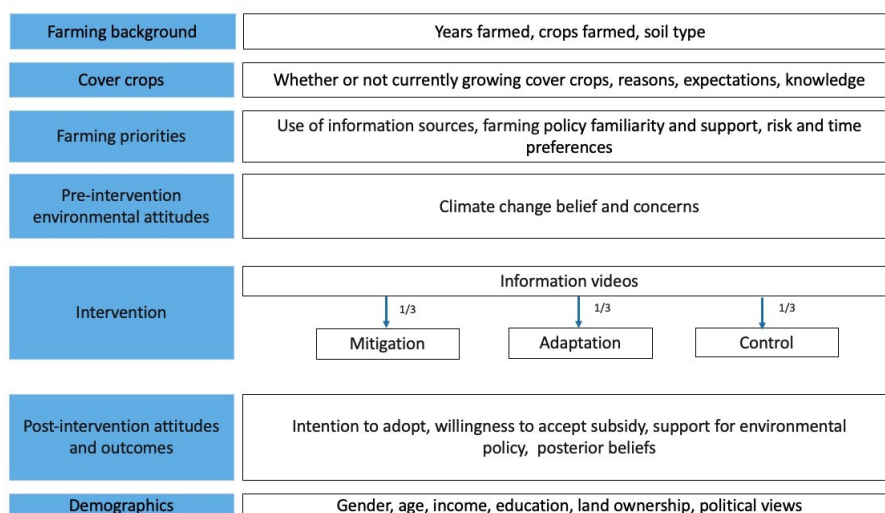 Farming background
Years farmed, crops farmed, soil type
Cover crops
Whether or not currently growing cover crops, reasons, expectations, knowledge
Farming priorities
Use of information sources, farming policy familiarity and support, risk and time
preferences
Pre-intervention
environmental attitudes
Climate change belief and concerns
Intervention
Information videos
1/3
1/3
1/3
Mitigation
Adaptation
Control
Post-intervention attitudes
and outcomes
Intention to adopt, willingness to accept subsidy, support for environmental
policy, posterior beliefs
Demographics
Gender, age, income, education, land ownership, political views